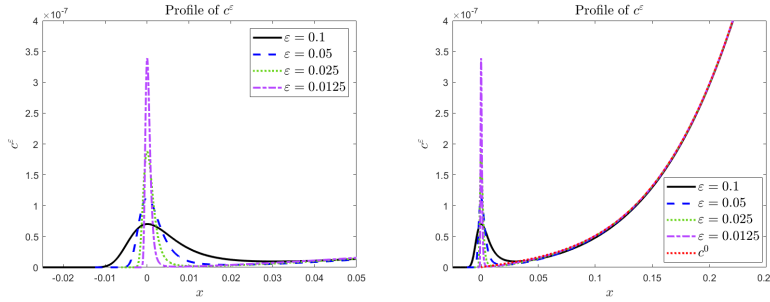 Profile of c^ε
×10^-7
4
3.5
3
2.5
2
1.5
1
0.5
0
c^ε
-0.02 -0.01 0 0.01 0.02 0.03 0.04 0.05
x
ε = 0.1
ε = 0.05
ε = 0.025
ε = 0.0125
Profile of c^ε
×10^-7
4
3.5
3
2.5
2
1.5
1
0.5
0
c^ε
0 0.05 0.1 0.15 0.2 0.2
x
ε = 0.1
ε = 0.05
ε = 0.025
ε = 0.0125
c^0